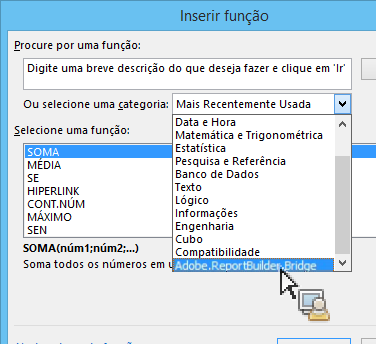 Inserir função
Procure por uma função:
Digite uma breve descrição do que deseja fazer e clique em 'Ir'
Ou selecione uma categoria: Mais Recentemente Usada
Data e Hora
Matemática e Trigonométrica
Estatística
Pesquisa e Referência
Banco de Dados
Texto
Lógico
Informações
Engenharia
Cubo
Compatibilidade
Adobe.ReportBuilder.Bridge
Selecione uma função:
SOMA
MÉDIA
SE
HIPERLINK
CONT.NÚM
MÁXIMO
SEN
SOMA(núm1;núm2;...)
Soma todos os números em u